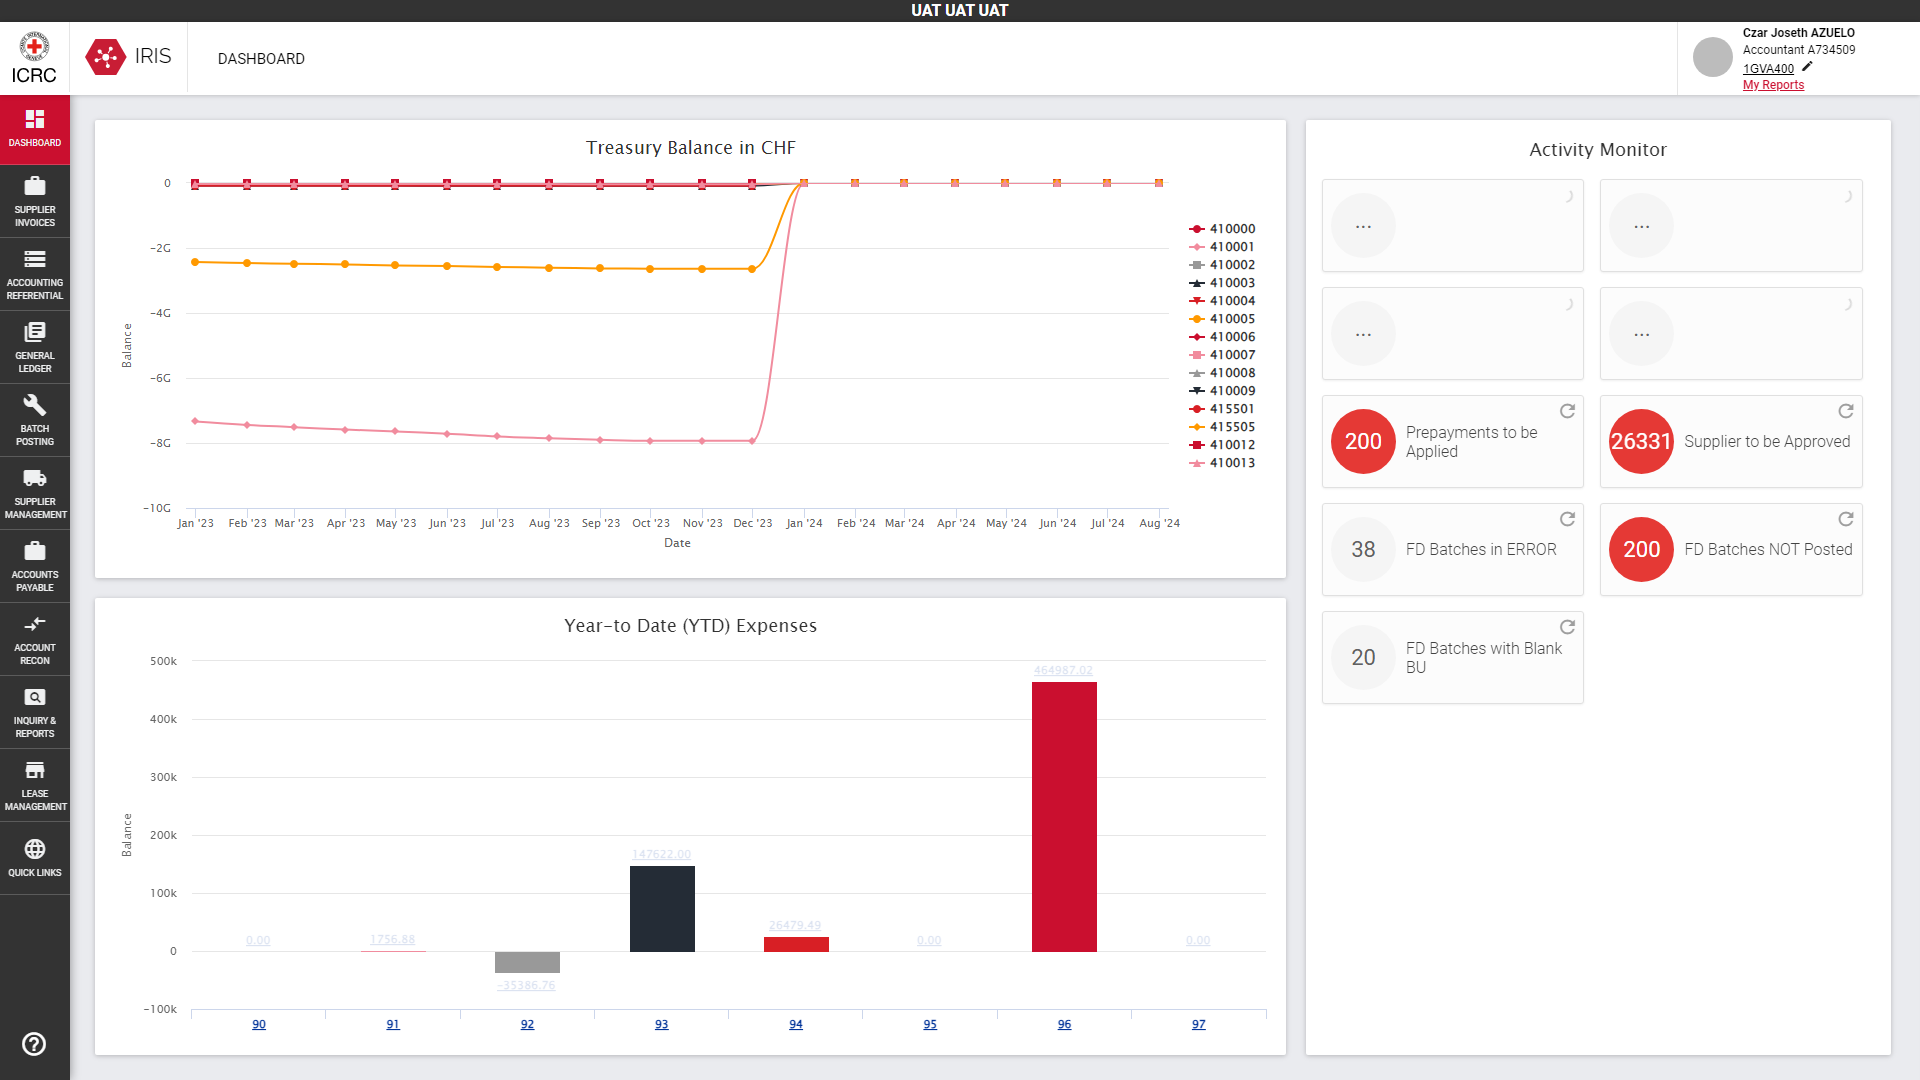 UAT UAT UAT
ICRC
IRIS
DASHBOARD
Czar Joseth AZUELO
Accountant A734509
1GVA400
My Reports
DASHBOARD
SUPPLIER
INVOICES
ACCOUNTING
REFERENTIAL
GENERAL
LEDGER
BATCH
POSTING
SUPPLIER
MANAGEMENT
ACCOUNTS
PAYABLE
ACCOUNT
RECON
INQUIRY &
REPORTS
LEASE
MANAGEMENT
QUICK LINKS
Treasury Balance in CHF
Balance
0
−2G
−4G
−6G
−8G
−10G
Jan '23 Feb '23 Mar '23 Apr '23 May '23 Jun '23 Jul '23 Aug '23 Sep '23 Oct '23 Nov '23 Dec '23 Jan '24 Feb '24 Mar '24 Apr '24 May '24 Jun '24 Jul '24 Aug '24
Date
410000
410001
410002
410003
410004
410005
410006
410007
410008
410009
415501
415505
410012
410013
Year-to Date (YTD) Expenses
Balance
500k
400k
300k
200k
100k
0
−100k
0.00
1756.88
−35386.76
147622.00
26479.49
0.00
464987.02
0.00
90 91 92 93 94 95 96 97
Activity Monitor
...
...
...
...
200
Prepayments to be
Applied
26331
Supplier to be Approved
38
FD Batches in ERROR
200
FD Batches NOT Posted
20
FD Batches with Blank
BU